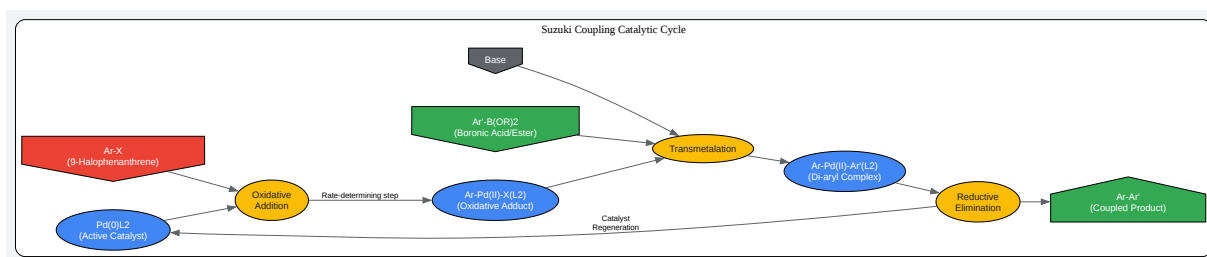 Suzuki Coupling Catalytic Cycle
Base
Ar'-B(OR)2
(Boronic Acid/Ester)
Ar-X
(9-Halophenanthrene)
Transmetalation
Ar-Pd(II)-Ar'(L2)
(Di-aryl Complex)
Oxidative
Addition
Rate-determining step
Ar-Pd(II)-X(L2)
(Oxidative Adduct)
Reductive
Elimination
Ar-Ar'
(Coupled Product)
Pd(0)L2
(Active Catalyst)
Catalyst
Regeneration